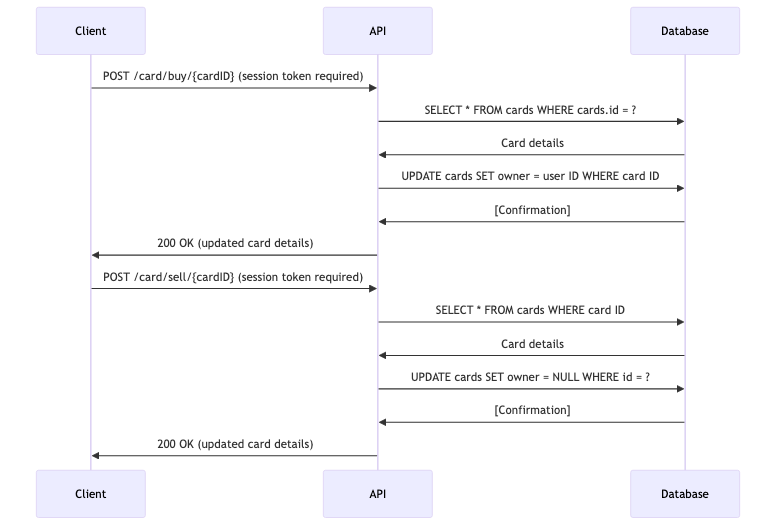 Client
API
Database
POST /card/buy/{cardID} (session token required)
SELECT * FROM cards WHERE cards.id = ?
Card details
UPDATE cards SET owner = user ID WHERE card ID
[Confirmation]
200 OK (updated card details)
POST /card/sell/{cardID} (session token required)
SELECT * FROM cards WHERE card ID
Card details
UPDATE cards SET owner = NULL WHERE id = ?
[Confirmation]
200 OK (updated card details)
Client
API
Database